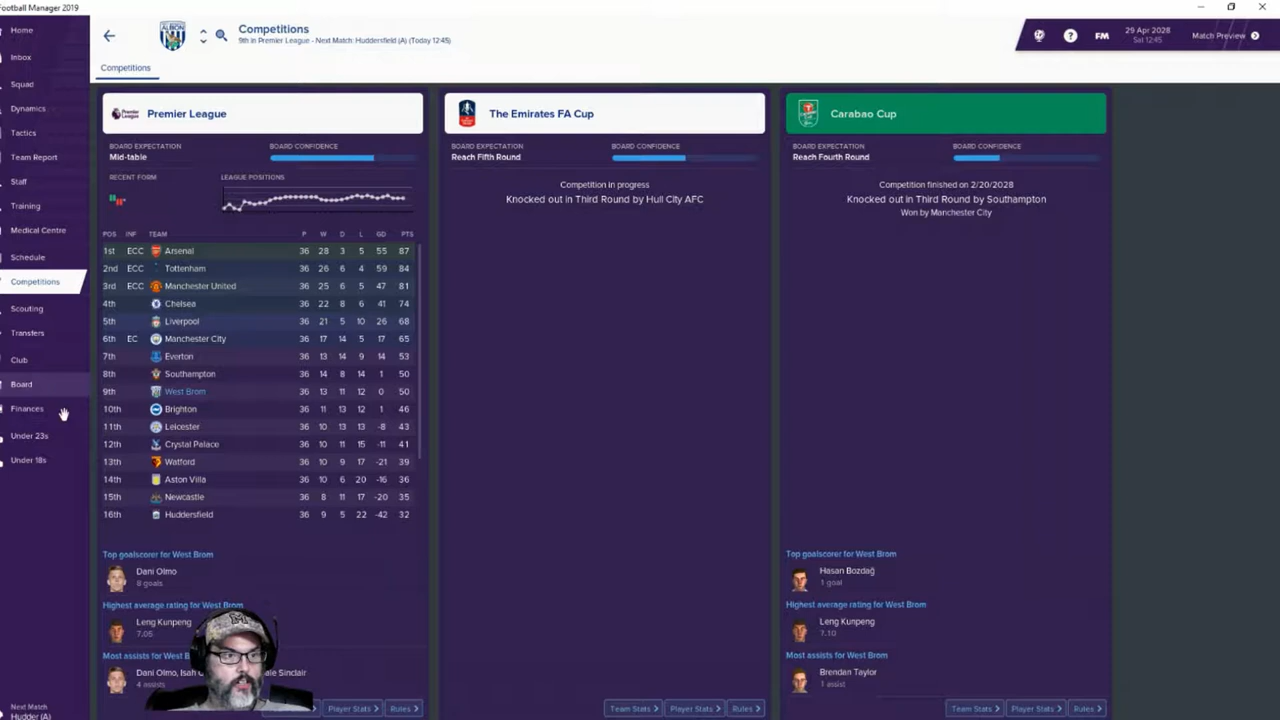 Football Manager 2019
Home
Inbox
Squad
Dynamics
Tactics
Team Report
Staff
Training
Medical Centre
Schedule
Competitions
Scouting
Transfers
Club
Board
Finances
Under 23s
Under 18s
Next Match
Hudder (A)
ALBION
Competitions
9th in Premier League - Next Match: Huddersfield (A) (Today 12:45)
FM
29 Apr 2028
Sat 12:45
Match Preview
Competitions
Premier League
BOARD EXPECTATION BOARD CONFIDENCE
Mid-table
RECENT FORM LEAGUE POSITIONS
POS INF TEAM P W D L GD PTS
1st ECC Arsenal 36 28 3 5 55 87
2nd ECC Tottenham 36 26 6 4 59 84
3rd ECC Manchester United 36 25 6 5 47 81
4th Chelsea 36 22 8 6 41 74
5th Liverpool 36 21 5 10 26 68
6th EC Manchester City 36 17 14 5 17 65
7th Everton 36 13 14 9 14 53
8th Southampton 36 14 8 14 1 50
9th West Brom 36 13 11 12 0 50
10th Brighton 36 11 13 12 1 46
11th Leicester 36 10 13 13 -8 43
12th Crystal Palace 36 10 11 15 -11 41
13th Watford 36 10 9 17 -21 39
14th Aston Villa 36 10 6 20 -16 36
15th Newcastle 36 8 11 17 -20 35
16th Huddersfield 36 9 5 22 -42 32
Top goalscorer for West Brom
Dani Olmo
8 goals
Highest average rating for West Brom
Leng Kunpeng
7.05
Most assists for West B
Dani Olmo, Isah ale Sinclair
4 assists
Player Stats
Rules
The Emirates FA Cup
BOARD EXPECTATION BOARD CONFIDENCE
Reach Fifth Round
Competition in progress
Knocked out in Third Round by Hull City AFC
Team Stats
Player Stats
Rules
Carabao Cup
BOARD EXPECTATION BOARD CONFIDENCE
Reach Fourth Round
Competition finished on 2/20/2028
Knocked out in Third Round by Southampton
Won by Manchester City
Top goalscorer for West Brom
Hasan Bozdağ
1 goal
Highest average rating for West Brom
Leng Kunpeng
7.10
Most assists for West Brom
Brendan Taylor
1 assist
Team Stats
Player Stats
Rules